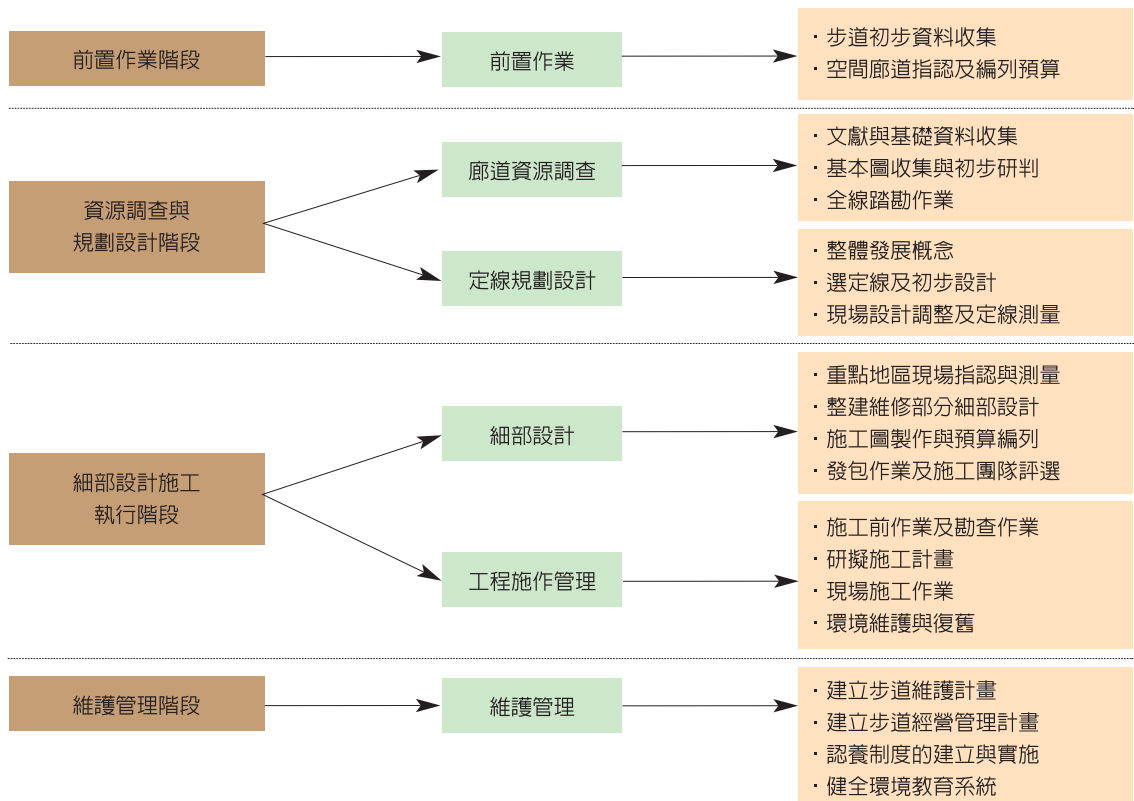 前置作業階段
前置作業
・步道初步資料收集
・空間廊道指認及編列預算
資源調查與
規劃設計階段
廊道資源調查
・文獻與基礎資料收集
・基本圖收集與初步研判
・全線踏勘作業
定線規劃設計
・整體發展概念
・選定線及初步設計
・現場設計調整及定線測量
細部設計施工
執行階段
細部設計
・重點地區現場指認與測量
・整建維修部分細部設計
・施工圖製作與預算編列
・發包作業及施工團隊評選
工程施作管理
・施工前作業及勘查作業
・研擬施工計畫
・現場施工作業
・環境維護與復舊
維護管理階段
維護管理
・建立步道維護計畫
・建立步道經營管理計畫
・認養制度的建立與實施
・健全環境教育系統